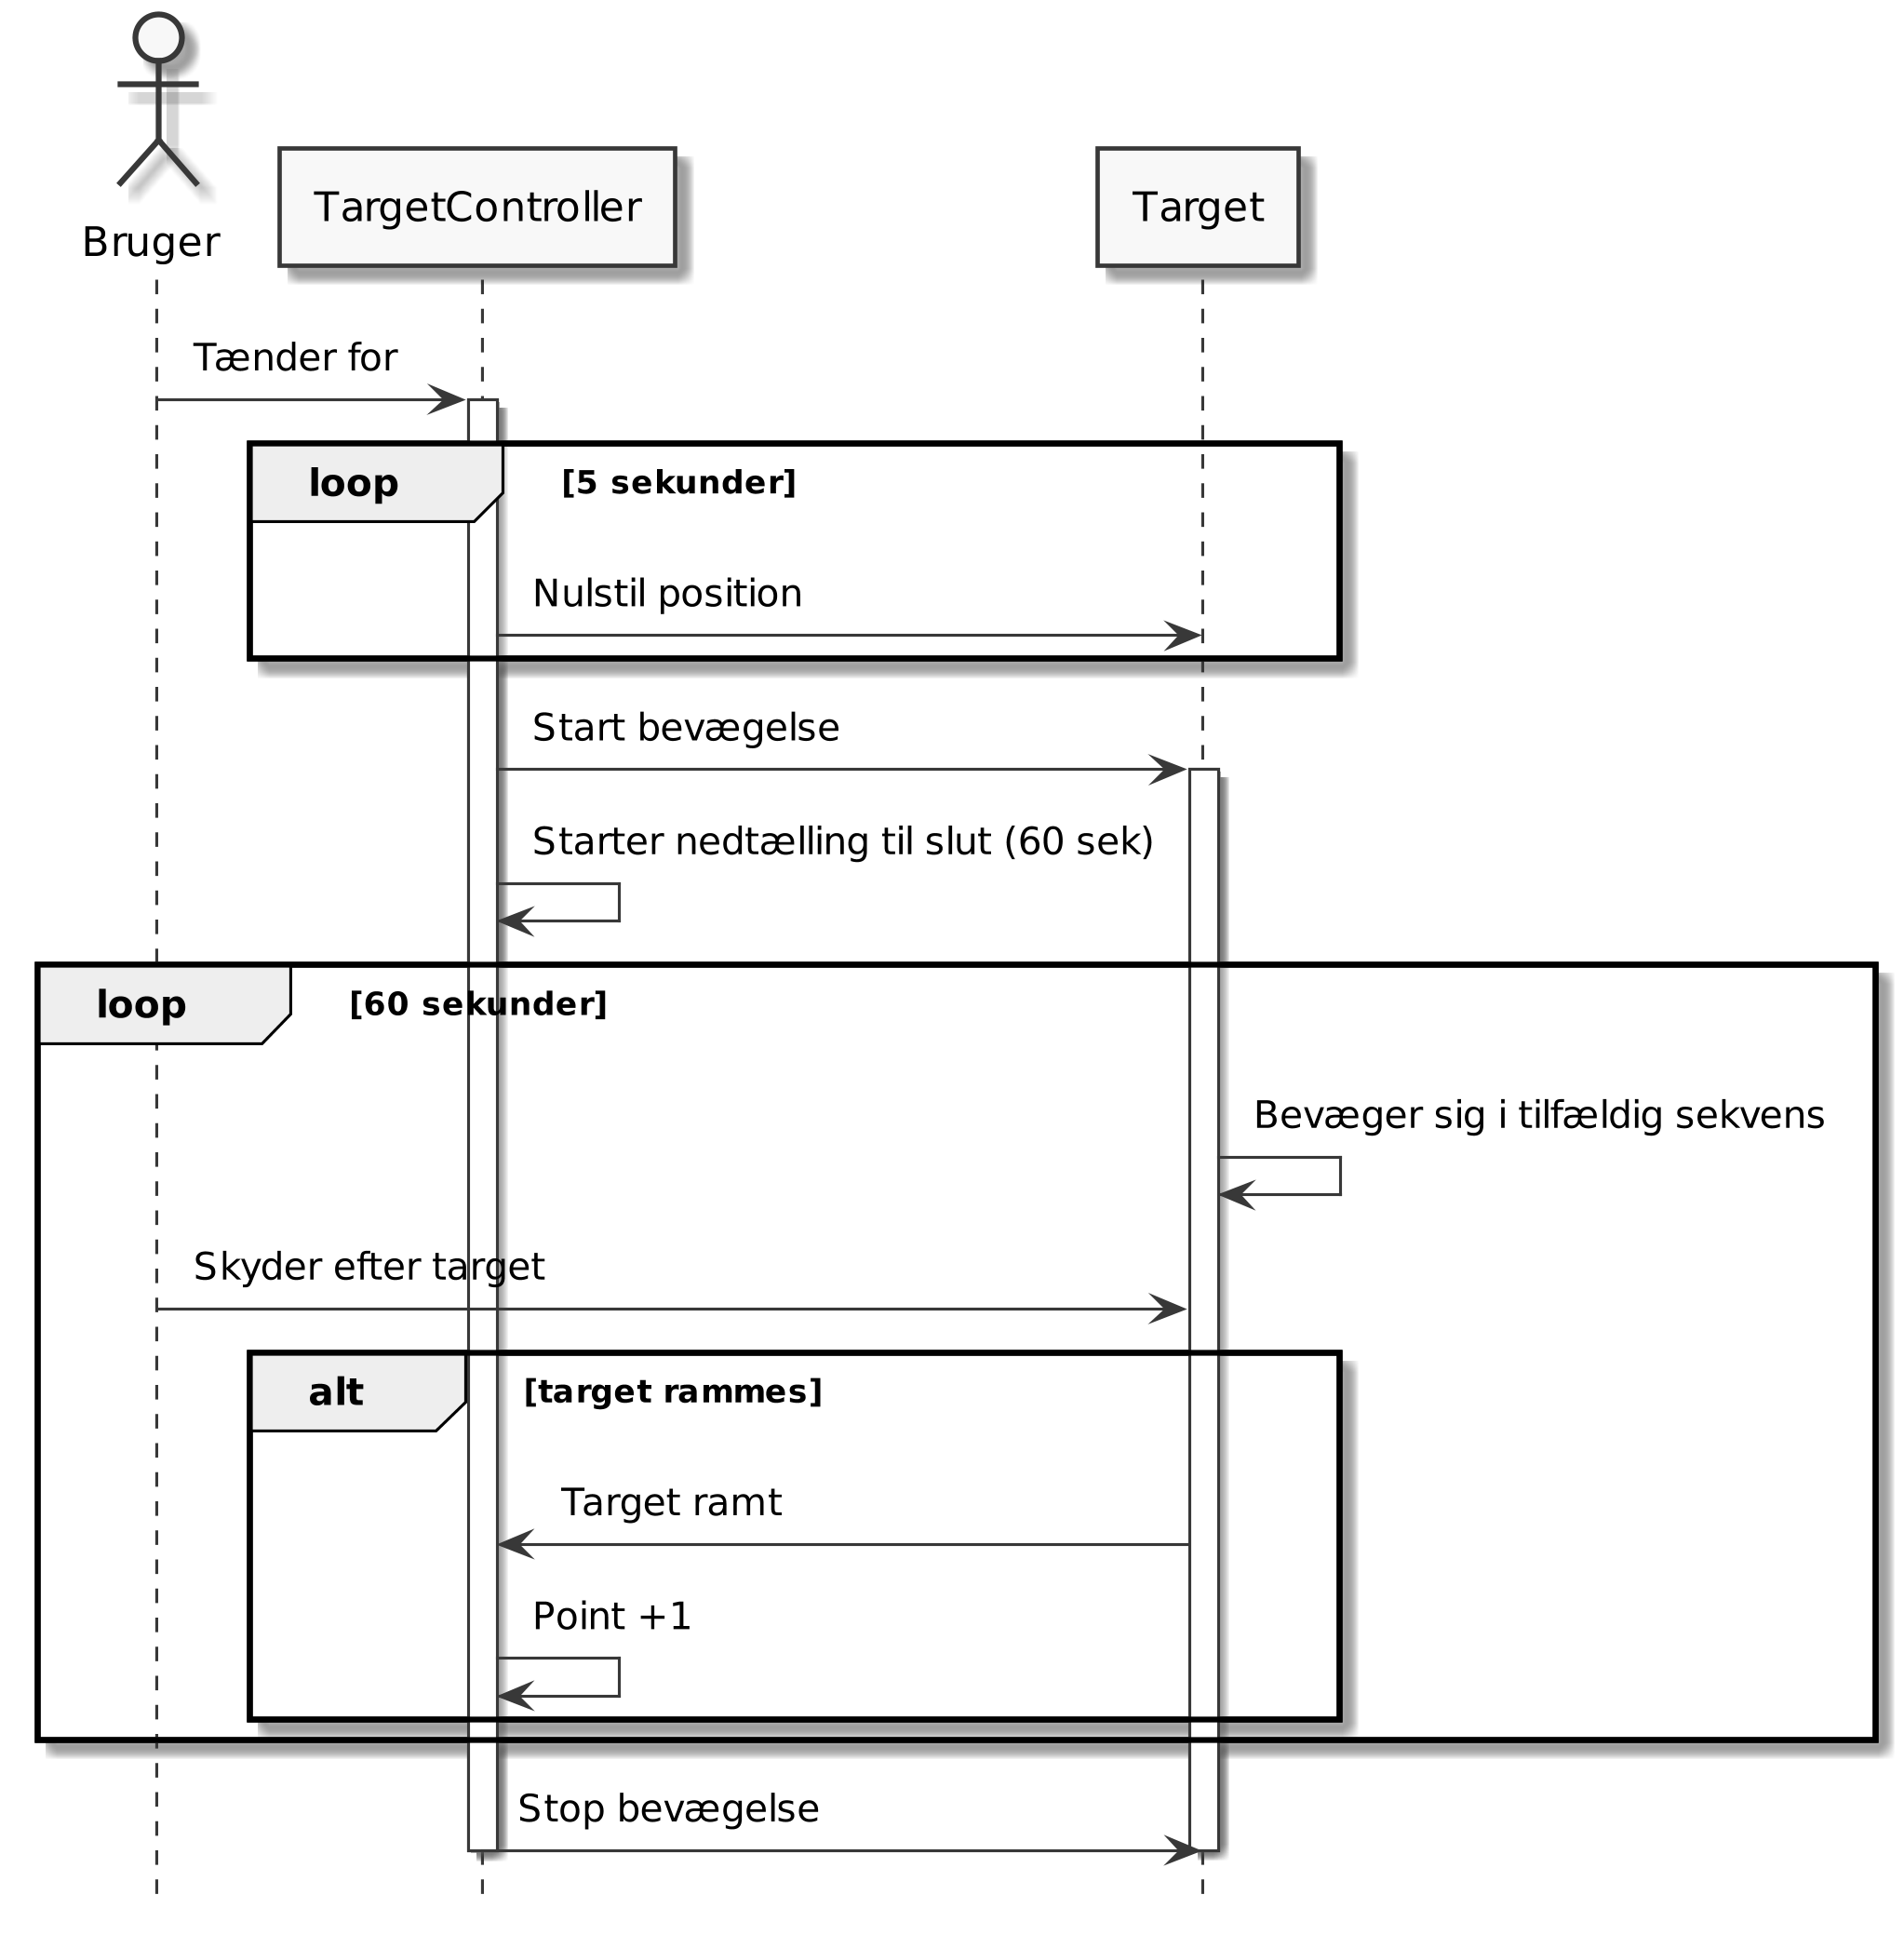 Bruger
TargetController
Target
Tænder for
loop
[5 sekunder]
Nulstil position
Start bevægelse
Starter nedtælling til slut (60 sek)
loop
[60 sekunder]
Bevæger sig i tilfældig sekvens
Skyder efter target
alt
[target rammes]
Target ramt
Point +1
Stop bevægelse